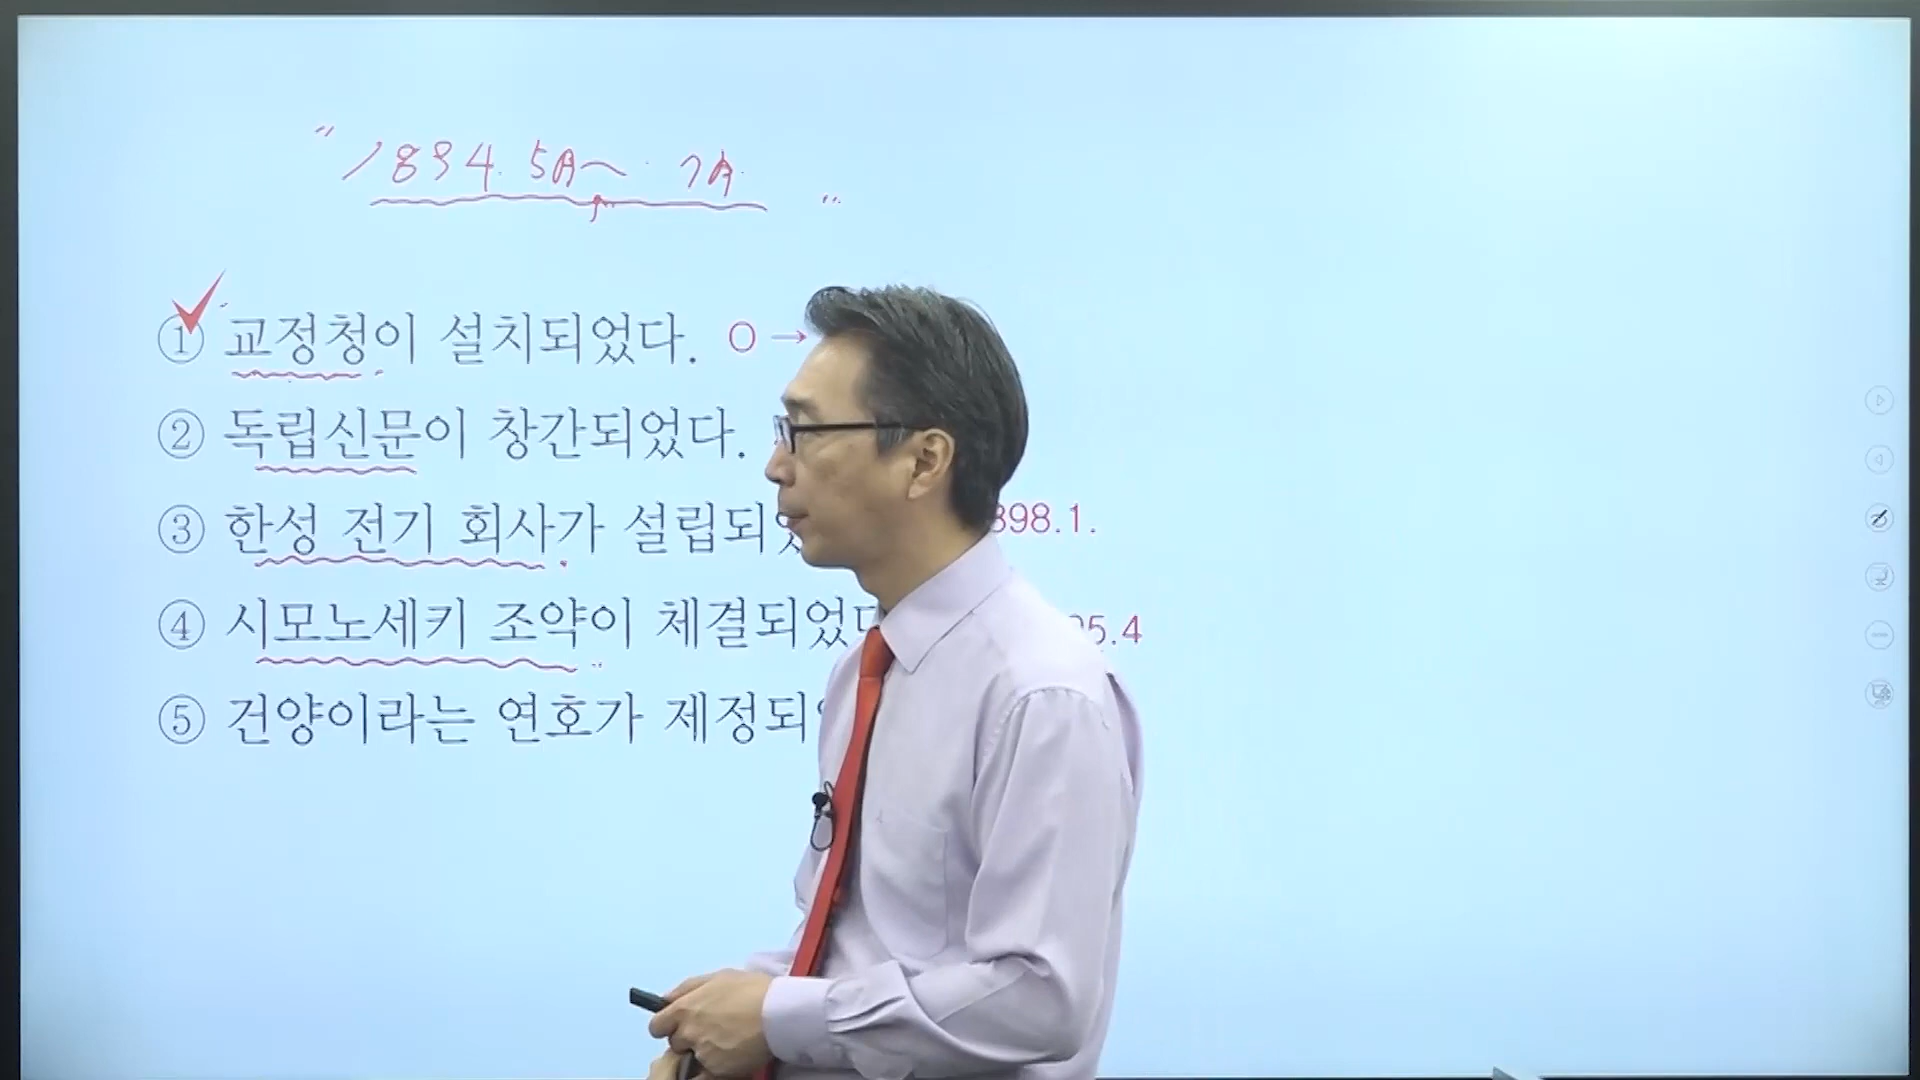 "1894. 5月~ 7月."
① 교정청이 설치되었다. O →
② 독립신문이 창간되었다.
③ 한성 전기 회사가 설립되 898.1.
④ 시모노세키 조약이 체결되었 5.4
⑤ 건양이라는 연호가 제정되